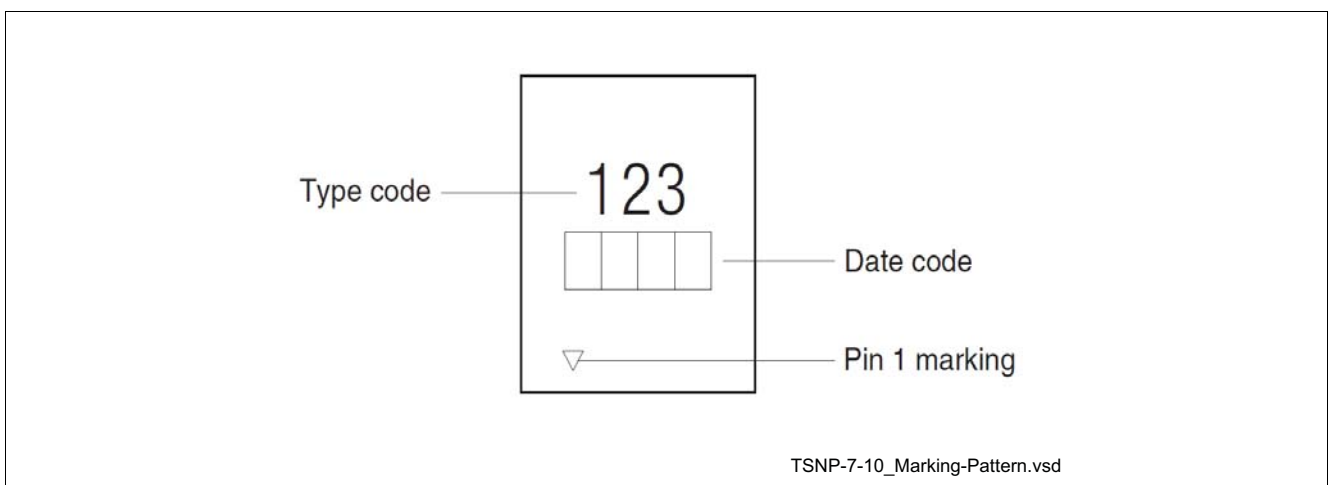 123
Type code
Date code
Pin 1 marking
TSNP-7-10_Marking-Pattern.vsd